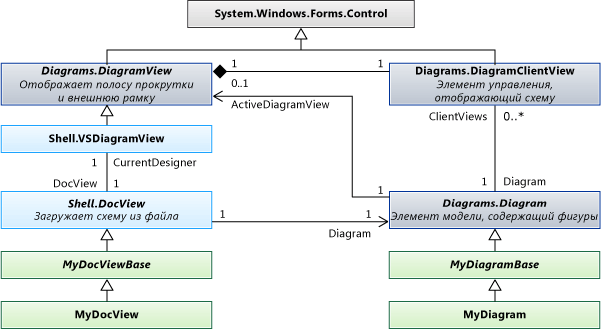 System.Windows.Forms.Control
Diagrams.DiagramView
Отображает полосу прокрутки
и внешнюю рамку
1
1
0..1
ActiveDiagramView
Diagrams.DiagramClientView
Элемент управления,
отображающий схему
ClientViews
0..*
Shell.VSDiagramView
1
CurrentDesigner
DocView
1
1
Diagram
Shell.DocView
Загружает схему из файла
1
1
1
Diagram
Diagrams.Diagram
Элемент модели, содержащий фигуры
MyDocViewBase
MyDiagramBase
MyDocView
MyDiagram